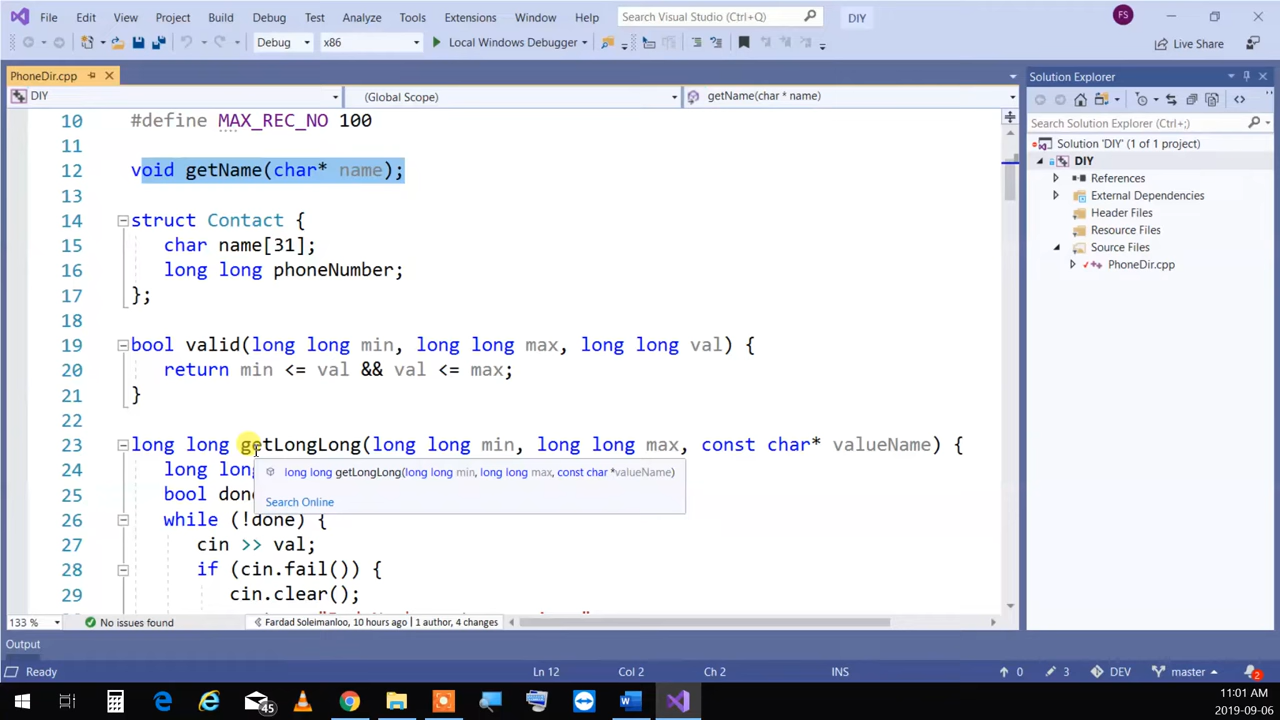 File Edit View Project Build Debug Test Analyze Tools Extensions Window Help Search Visual Studio (Ctrl+Q) DIY FS
Debug x86 Local Windows Debugger Live Share
PhoneDir.cpp
DIY (Global Scope) getName(char * name)
10 #define MAX_REC_NO 100
11
12 void getName(char* name);
13
14 struct Contact {
15 char name[31];
16 long long phoneNumber;
17 };
18
19 bool valid(long long min, long long max, long long val) {
20 return min <= val && val <= max;
21 }
22
23 long long getLongLong(long long min, long long max, const char* valueName) {
24 long long
long long getLongLong(long long min, long long max, const char *valueName)
25 bool done
Search Online
26 while (!done) {
27 cin >> val;
28 if (cin.fail()) {
29 cin.clear();
133 % No issues found Fardad Soleimanloo, 10 hours ago | 1 author, 4 changes
Solution Explorer
Search Solution Explorer (Ctrl+;)
Solution 'DIY' (1 of 1 project)
DIY
References
External Dependencies
Header Files
Resource Files
Source Files
PhoneDir.cpp
Output
Ready Ln 12 Col 2 Ch 2 INS 0 3 DEV master 2
45
11:01 AM
2019-09-06